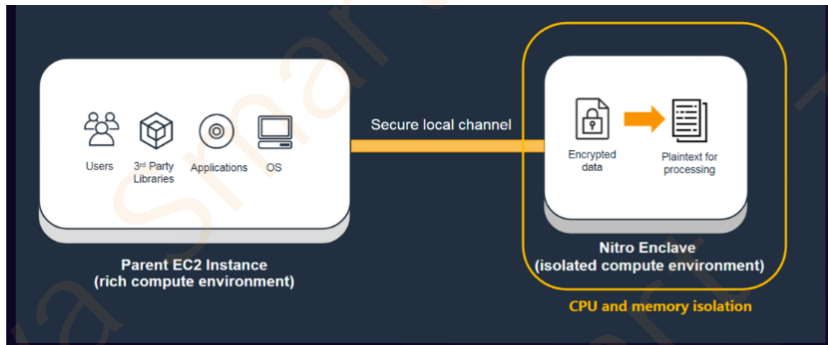 Users
3rd Party
Libraries
Applications
OS
Parent EC2 Instance
(rich compute environment)
Secure local channel
Encrypted
data
Plaintext for
processing
Nitro Enclave
(isolated compute environment)
CPU and memory isolation